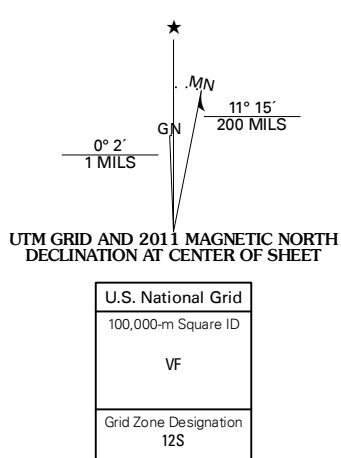 ★
MN
11° 15´
200 MILS
GN
0° 2´
1 MILS
UTM GRID AND 2011 MAGNETIC NORTH
DECLINATION AT CENTER OF SHEET
U.S. National Grid
100,000-m Square ID
VF
Grid Zone Designation
12S